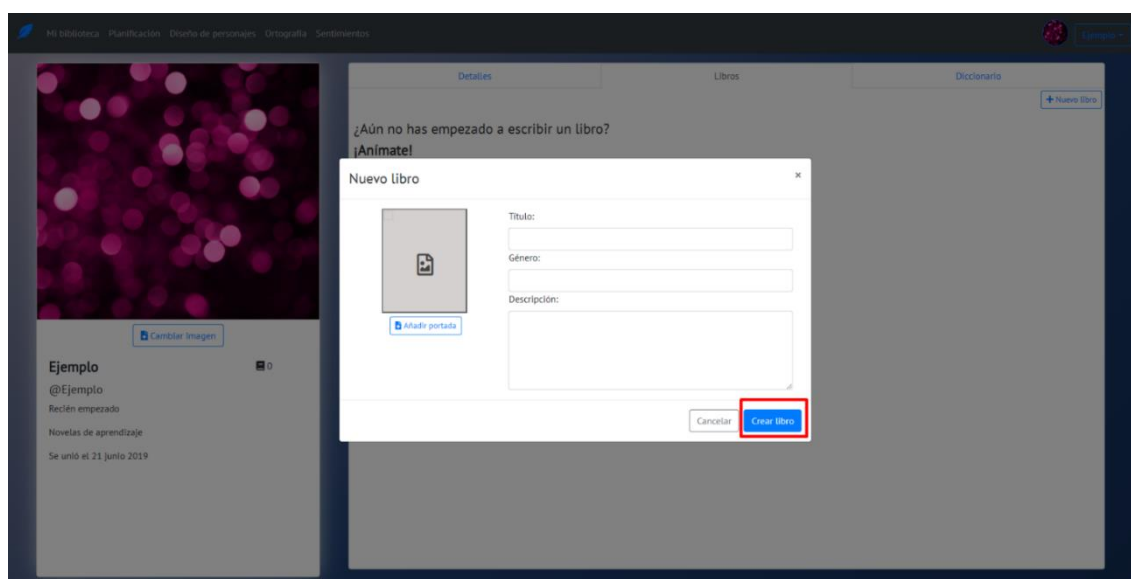 Mi biblioteca Planificación Diseño de personajes Ortografía Sentimientos
Ejemplo
Detalles
Libros
Diccionario
+ Nuevo libro
¿Aún no has empezado a escribir un libro?
¡Anímate!
Nuevo libro
×
Título:
Género:
Descripción:
Añadir portada
Cancelar
Crear libro
Cambiar imagen
Ejemplo
0
@Ejemplo
Recién empezado
Novelas de aprendizaje
Se unió el 21 junio 2019